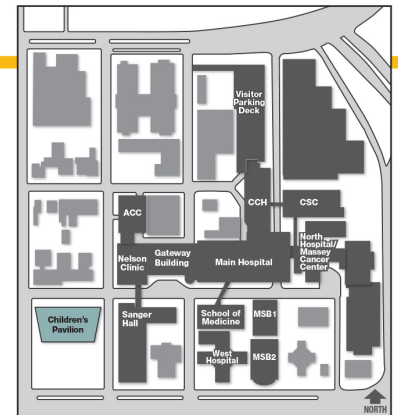 Visitor
Parking
Deck
ACC
CCH
CSC
Nelson
Clinic
Gateway
Building
Main Hospital
North
Hospital/
Massey
Cancer
Center
Children's
Pavilion
Sanger
Hall
School of
Medicine
MSB1
West
Hospital
MSB2
NORTH